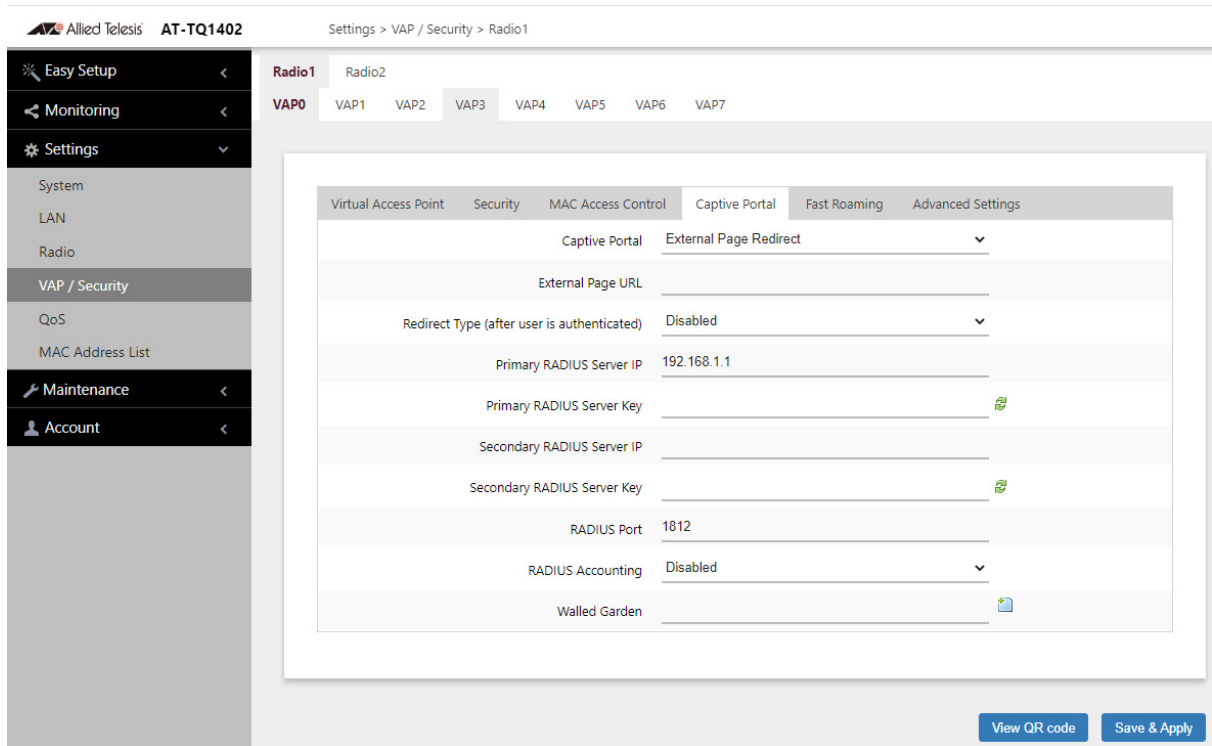 Allied Telesis AT-TQ1402 Settings > VAP / Security > Radio1
Easy Setup
Monitoring
Settings
System
LAN
Radio
VAP / Security
QoS
MAC Address List
Maintenance
Account
Radio1 Radio2
VAP0 VAP1 VAP2 VAP3 VAP4 VAP5 VAP6 VAP7
Virtual Access Point Security MAC Access Control Captive Portal Fast Roaming Advanced Settings
Captive Portal External Page Redirect
External Page URL
Redirect Type (after user is authenticated) Disabled
Primary RADIUS Server IP 192.168.1.1
Primary RADIUS Server Key
Secondary RADIUS Server IP
Secondary RADIUS Server Key
RADIUS Port 1812
RADIUS Accounting Disabled
Walled Garden
View QR code Save & Apply